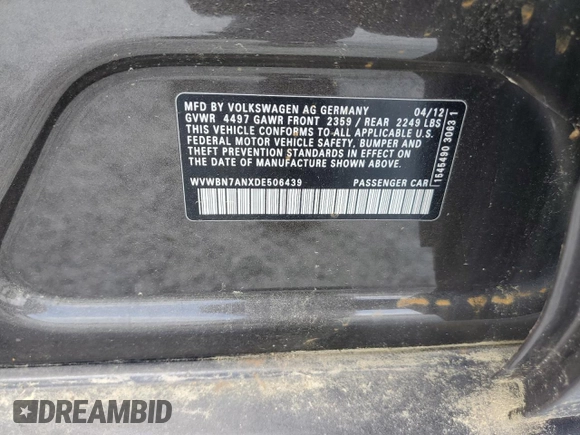 MFD BY VOLKSWAGEN AG GERMANY 04/12
GVWR 4497 GAWR FRONT 2359 / REAR 2249 LBS
THIS VEHICLE CONFORMS TO ALL APPLICABLE U.S.
FEDERAL MOTOR VEHICLE SAFETY, BUMPER AND
THEFT PREVENTION STANDARDS IN EFFECT ON
THE DATE OF MANUFACTURE SHOWN ABOVE.
WVWBN7ANXDE506439 PASSENGER CAR
1545490 3063 1
DREAMBID